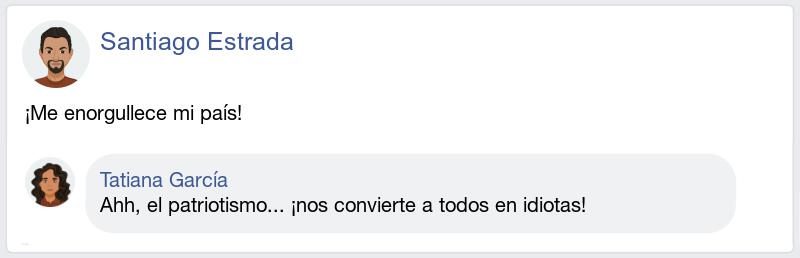 Santiago Estrada
¡Me enorgullece mi país!
Tatiana García
Ahh, el patriotismo... ¡nos convierte a todos en idiotas!